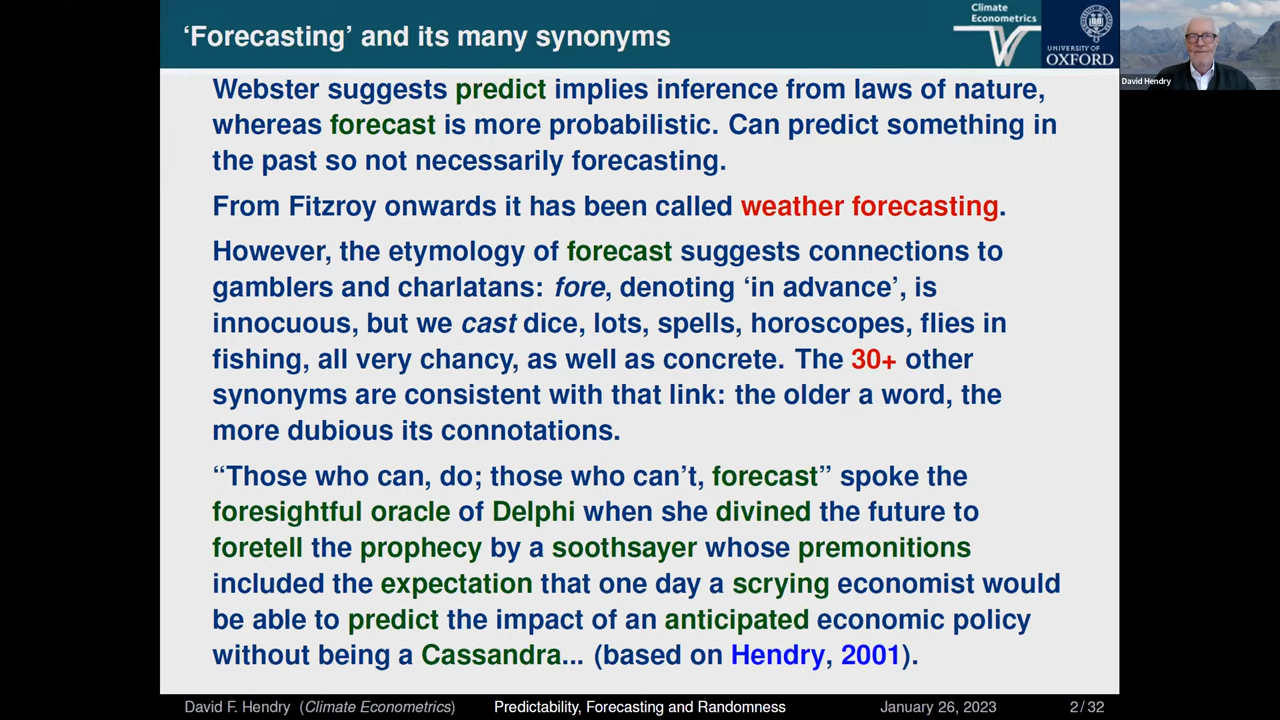 ‘Forecasting’ and its many synonyms
Climate
Econometrics
UNIVERSITY OF
OXFORD
David Hendry
Webster suggests predict implies inference from laws of nature,
whereas forecast is more probabilistic. Can predict something in
the past so not necessarily forecasting.
From Fitzroy onwards it has been called weather forecasting.
However, the etymology of forecast suggests connections to
gamblers and charlatans: fore, denoting ‘in advance’, is
innocuous, but we cast dice, lots, spells, horoscopes, flies in
fishing, all very chancy, as well as concrete. The 30+ other
synonyms are consistent with that link: the older a word, the
more dubious its connotations.
“Those who can, do; those who can’t, forecast” spoke the
foresightful oracle of Delphi when she divined the future to
foretell the prophecy by a soothsayer whose premonitions
included the expectation that one day a scrying economist would
be able to predict the impact of an anticipated economic policy
without being a Cassandra... (based on Hendry, 2001).
David F. Hendry (Climate Econometrics)
Predictability, Forecasting and Randomness
January 26, 2023
2 / 32